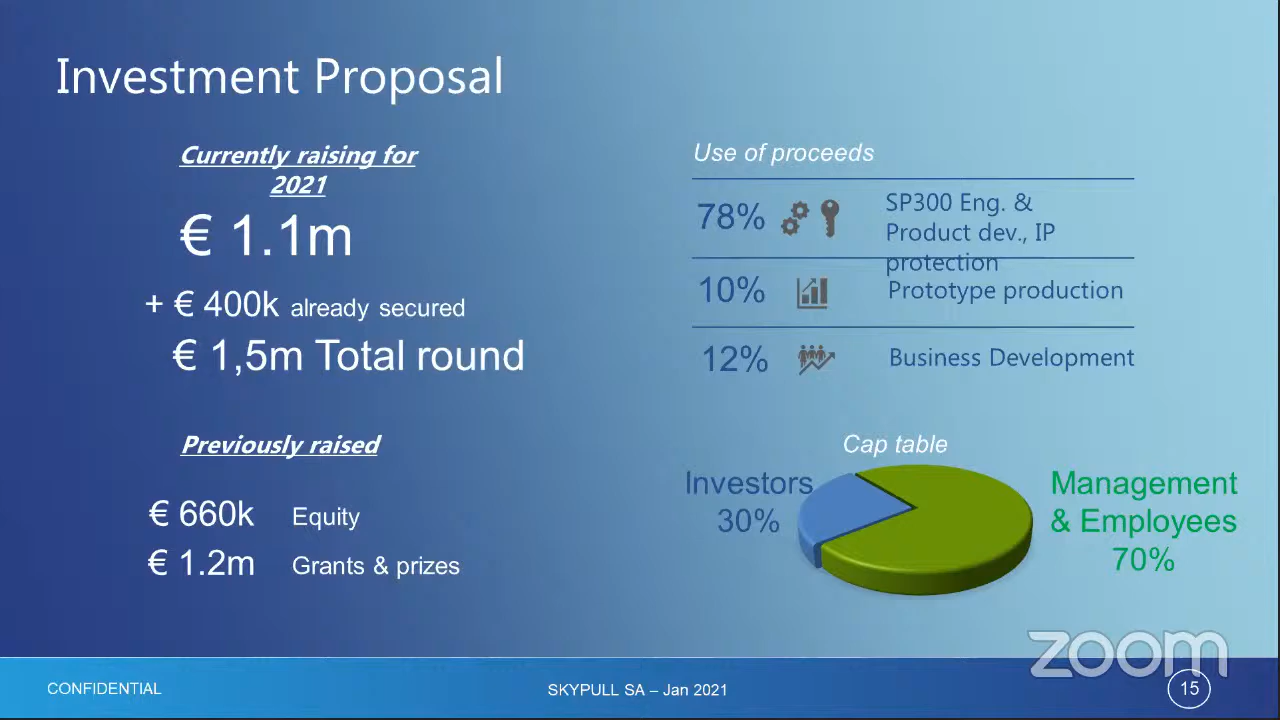 Investment Proposal
Currently raising for
2021
€ 1.1m
+ € 400k already secured
€ 1,5m Total round
Previously raised
€ 660k Equity
€ 1.2m Grants & prizes
Use of proceeds
78% SP300 Eng. &
Product dev., IP
protection
10% Prototype production
12% Business Development
Cap table
Investors
30%
Management
& Employees
70%
zoom
CONFIDENTIAL
SKYPULL SA – Jan 2021
15